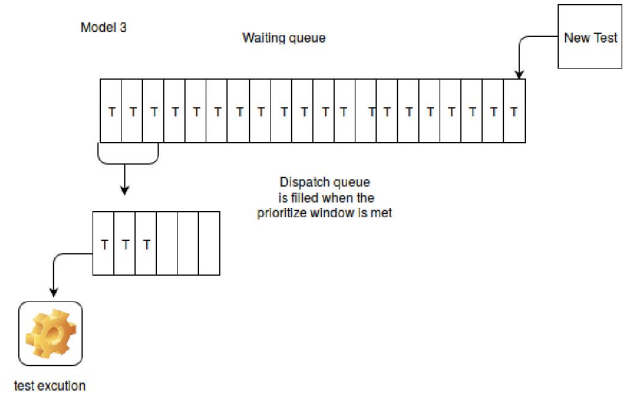 Model 3
Waiting queue
New Test
T T T T T T T T T T T T T T T T T T T T
Dispatch queue
is filled when the
prioritize window is met
T T T
test excution